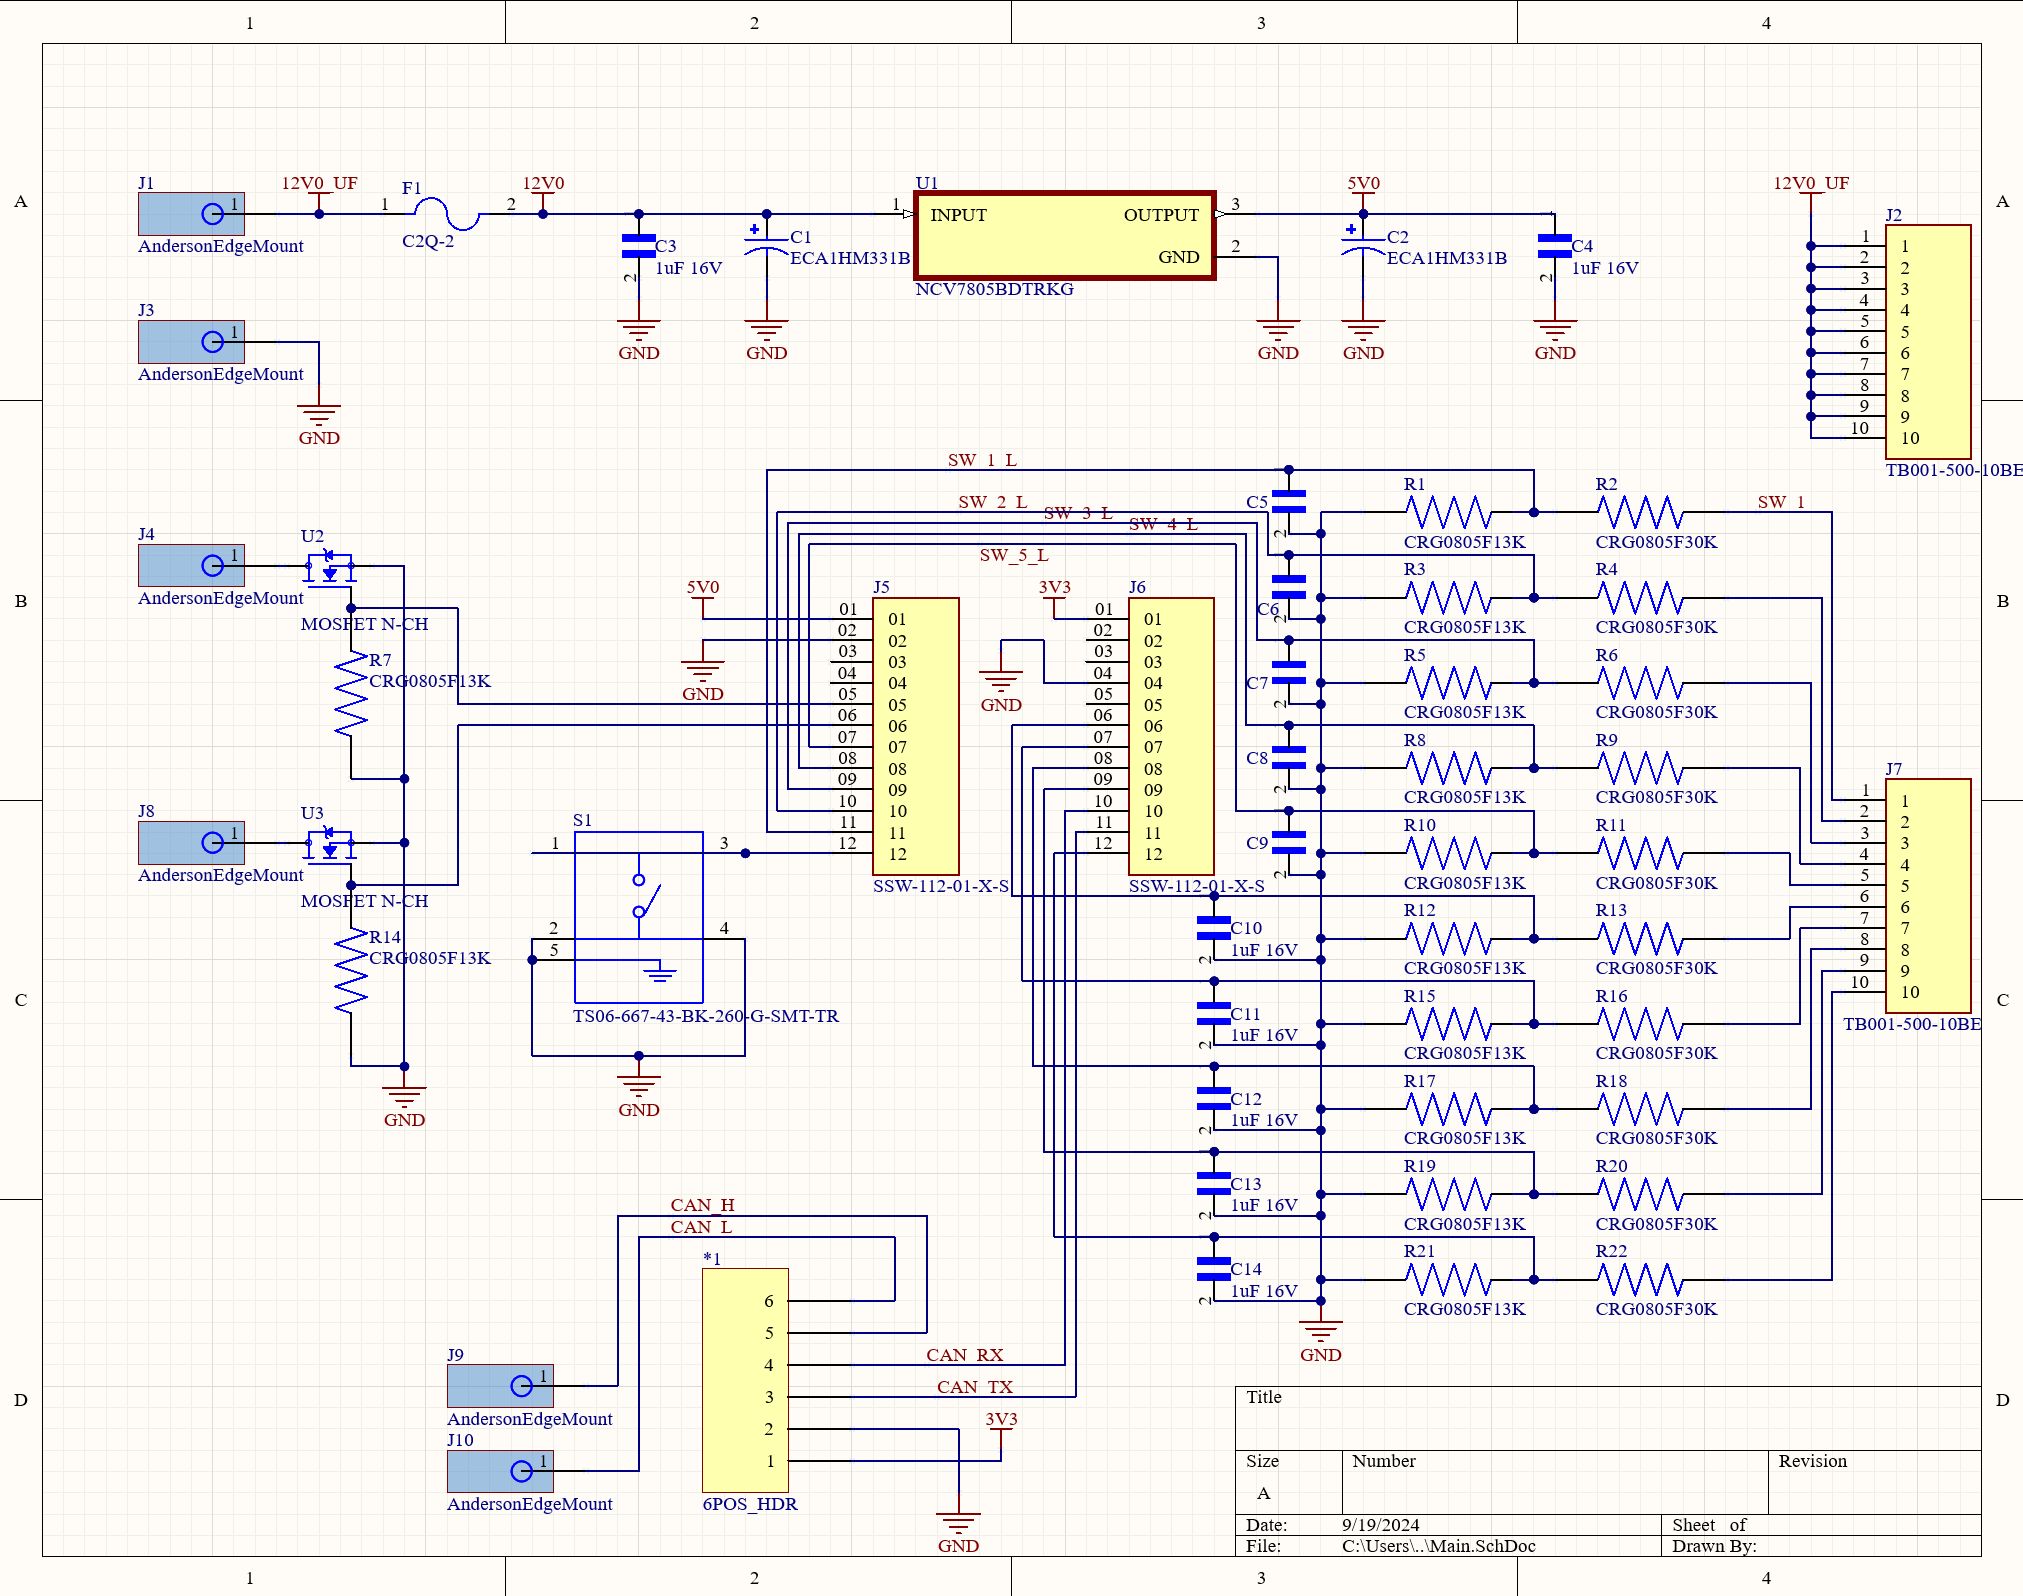 1 2 3 4
A A
J1
1
AndersonEdgeMount
12V0_UF
F1
1 2
C2Q-2
12V0
C3
1uF 16V
2
GND
C1
ECA1HM331B
GND
U1
1 INPUT OUTPUT 3
GND 2
NCV7805BDTRKG
GND
5V0
C2
ECA1HM331B
GND
1
C4
1uF 16V
2
GND
12V0_UF
J2
1 1
2 2
3 3
4 4
5 5
6 6
7 7
8 8
9 9
10 10
TB001-500-10BE
J3
1
AndersonEdgeMount
GND
B B
J4
1
AndersonEdgeMount
U2
MOSFET N-CH
R7
CRG0805F13K
J8
1
AndersonEdgeMount
U3
MOSFET N-CH
R14
CRG0805F13K
GND
SW_1_L
SW_2_L
SW_3_L
SW_4_L
SW_5_L
5V0
GND
J5
01 01
02 02
03 03
04 04
05 05
06 06
07 07
08 08
09 09
10 10
11 11
12 12
SSW-112-01-X-S
3V3
GND
J6
01 01
02 02
03 03
04 04
05 05
06 06
07 07
08 08
09 09
10 10
11 11
12 12
SSW-112-01-X-S
S1
1 3
2 4
5
TS06-667-43-BK-260-G-SMT-TR
GND
C5
2
R1
CRG0805F13K
R2
CRG0805F30K
SW_1
C6
2
R3
CRG0805F13K
R4
CRG0805F30K
C7
2
R5
CRG0805F13K
R6
CRG0805F30K
C8
2
R8
CRG0805F13K
R9
CRG0805F30K
C9
2
R10
CRG0805F13K
R11
CRG0805F30K
C10
1uF 16V
2
R12
CRG0805F13K
R13
CRG0805F30K
C11
1uF 16V
2
R15
CRG0805F13K
R16
CRG0805F30K
C12
1uF 16V
2
R17
CRG0805F13K
R18
CRG0805F30K
C13
1uF 16V
2
R19
CRG0805F13K
R20
CRG0805F30K
C14
1uF 16V
2
R21
CRG0805F13K
R22
CRG0805F30K
GND
J7
1 1
2 2
3 3
4 4
5 5
6 6
7 7
8 8
9 9
10 10
TB001-500-10BE
C C
CAN_H
CAN_L
*1
6
5
4
3
2
1
6POS_HDR
CAN_RX
CAN_TX
3V3
GND
J9
1
AndersonEdgeMount
J10
1
AndersonEdgeMount
D D
Title
Size Number Revision
A
Date: 9/19/2024 Sheet of
File: C:\Users\..\Main.SchDoc Drawn By:
1 2 3 4